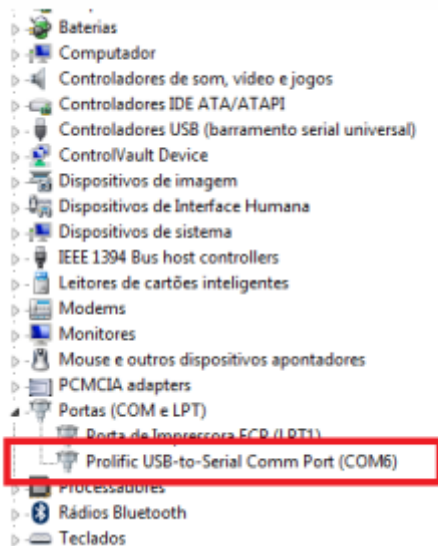 Baterias
Computador
Controladores de som, vídeo e jogos
Controladores IDE ATA/ATAPI
Controladores USB (barramento serial universal)
ControlVault Device
Dispositivos de imagem
Dispositivos de Interface Humana
Dispositivos de sistema
IEEE 1394 Bus host controllers
Leitores de cartões inteligentes
Modems
Monitores
Mouse e outros dispositivos apontadores
PCMCIA adapters
Portas (COM e LPT)
Porta de Impressora ECP (LPT1)
Prolific USB-to-Serial Comm Port (COM6)
Processadores
Rádios Bluetooth
Teclados